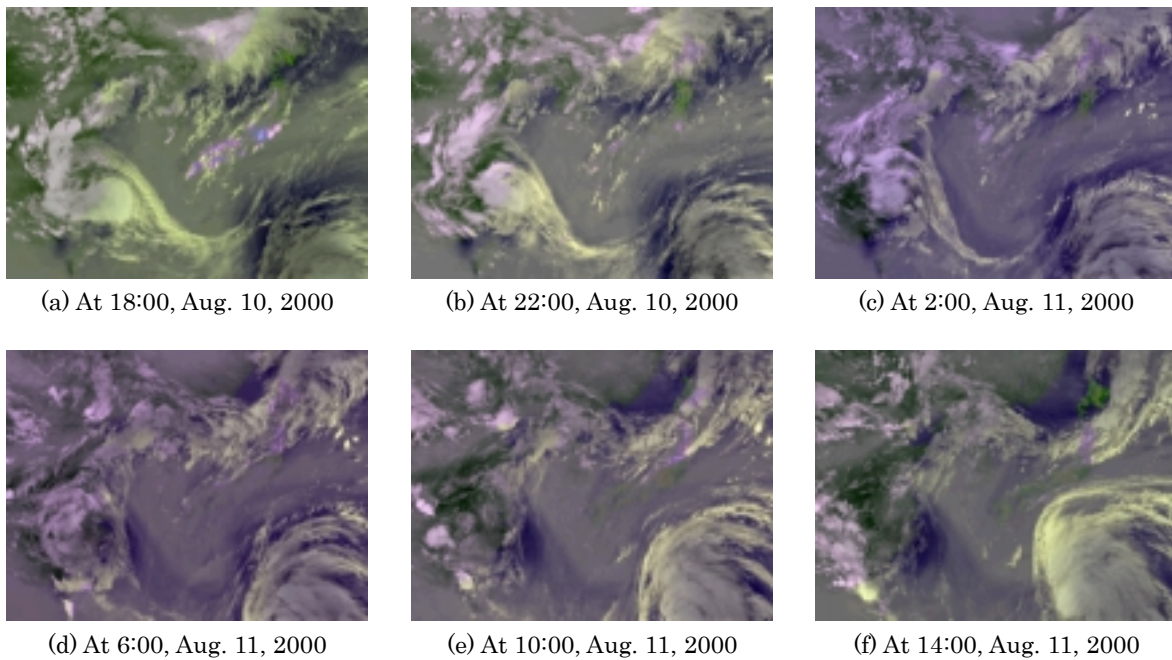 (a) At 18:00, Aug. 10, 2000
(b) At 22:00, Aug. 10, 2000
(c) At 2:00, Aug. 11, 2000
(d) At 6:00, Aug. 11, 2000
(e) At 10:00, Aug. 11, 2000
(f) At 14:00, Aug. 11, 2000